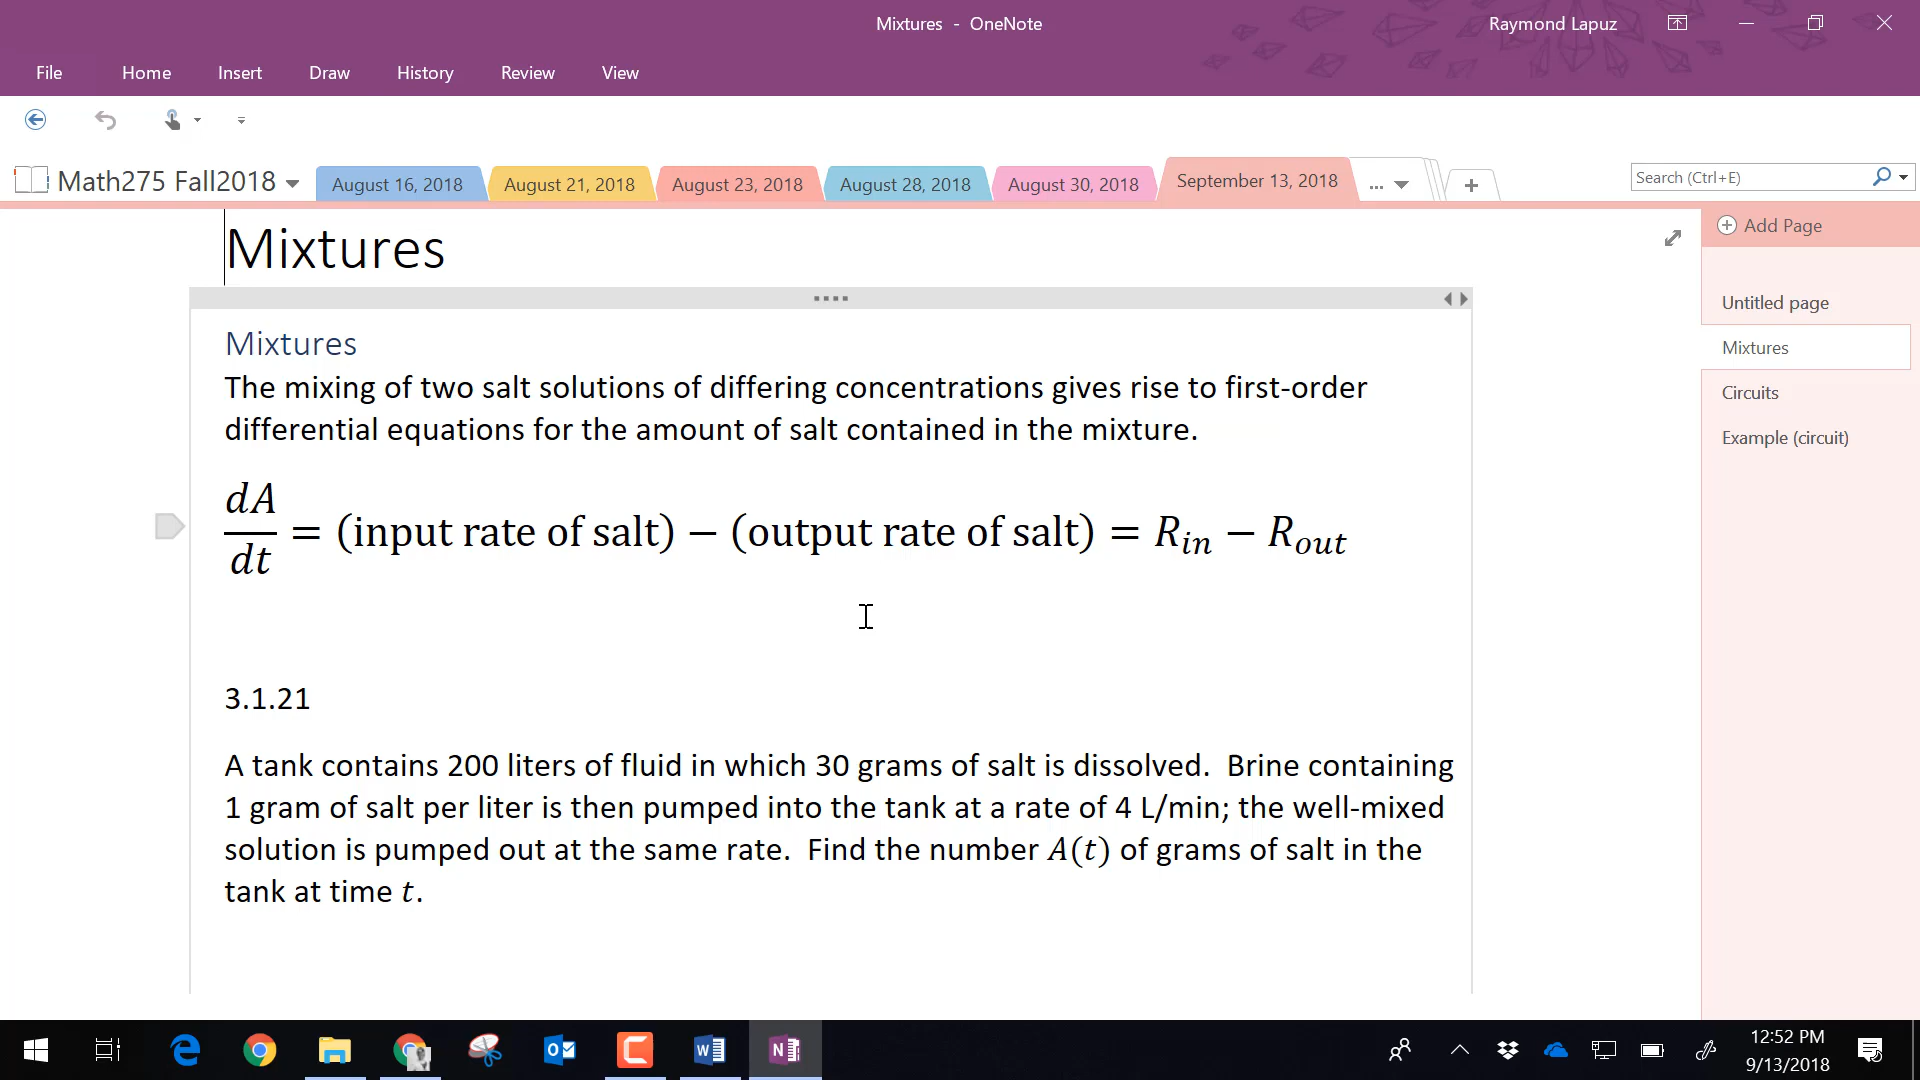 Mixtures - OneNote
Raymond Lapuz
File Home Insert Draw History Review View
Math275 Fall2018
August 16, 2018
August 21, 2018
August 23, 2018
August 28, 2018
August 30, 2018
September 13, 2018
...
Search (Ctrl+E)
Mixtures
Add Page
Untitled page
Mixtures
Circuits
Example (circuit)
Mixtures
The mixing of two salt solutions of differing concentrations gives rise to first-order
differential equations for the amount of salt contained in the mixture.
dA/dt = (input rate of salt) − (output rate of salt) = R_in − R_out
3.1.21
A tank contains 200 liters of fluid in which 30 grams of salt is dissolved. Brine containing
1 gram of salt per liter is then pumped into the tank at a rate of 4 L/min; the well-mixed
solution is pumped out at the same rate. Find the number A(t) of grams of salt in the
tank at time t.
12:52 PM
9/13/2018